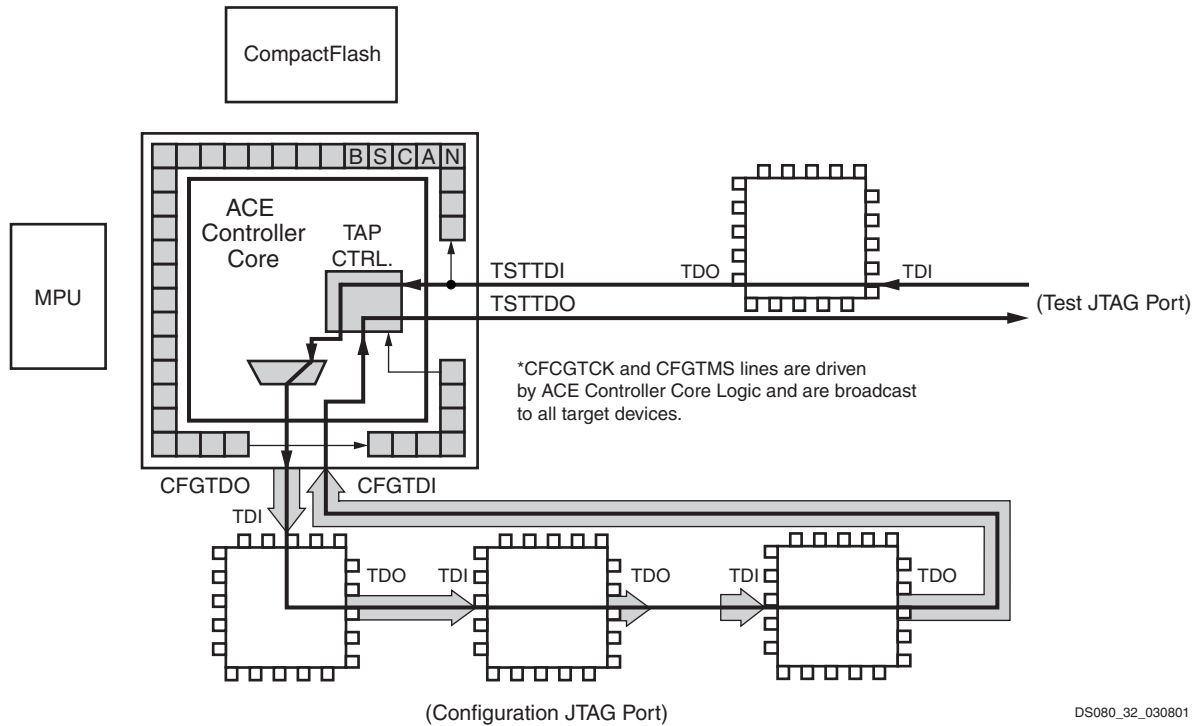 CompactFlash
B S C A N
ACE
Controller
Core
TAP
CTRL.
MPU
TSTTDI
TDO
TDI
TSTTDO
(Test JTAG Port)
*CFCGTCK and CFGTMS lines are driven
by ACE Controller Core Logic and are broadcast
to all target devices.
CFGTDO
CFGTDI
TDI
TDO
TDI
TDO
TDI
TDO
(Configuration JTAG Port)
DS080_32_030801